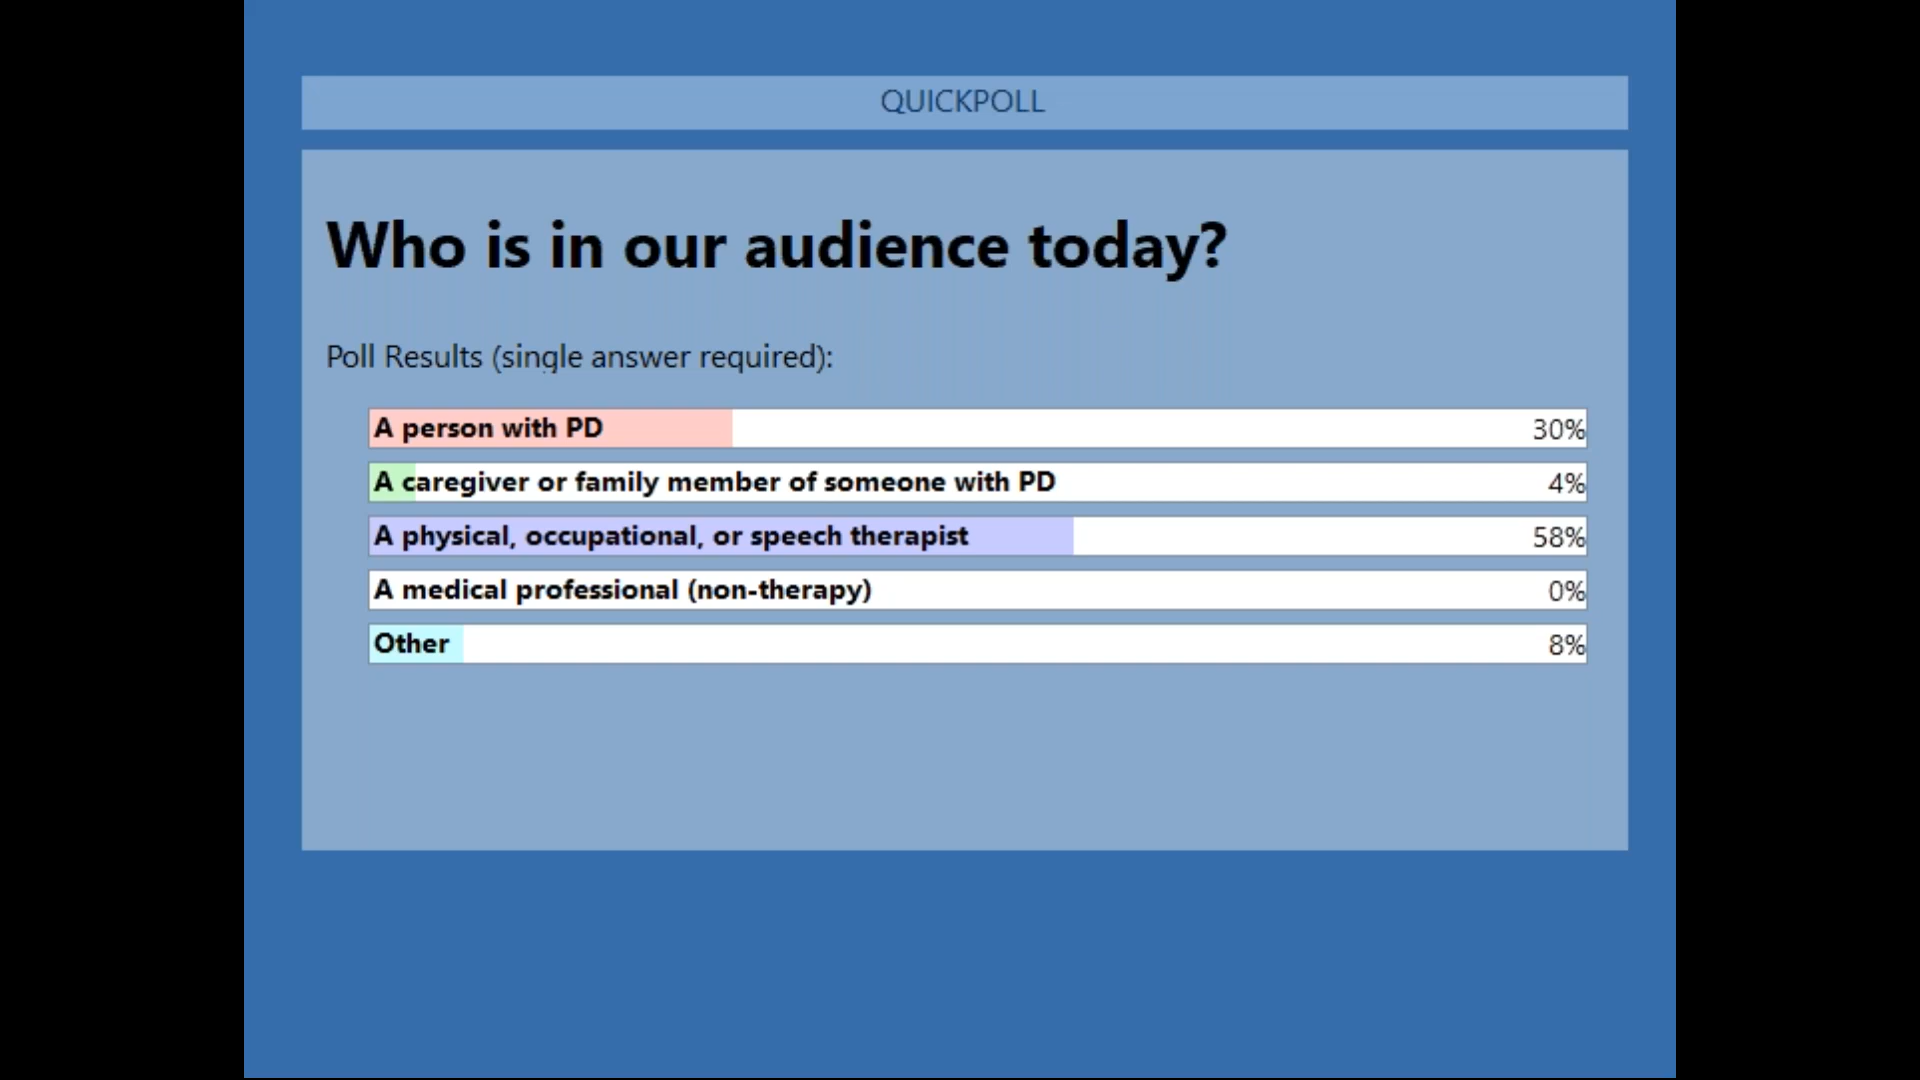 QUICKPOLL
Who is in our audience today?
Poll Results (single answer required):
A person with PD 30%
A caregiver or family member of someone with PD 4%
A physical, occupational, or speech therapist 58%
A medical professional (non-therapy) 0%
Other 8%